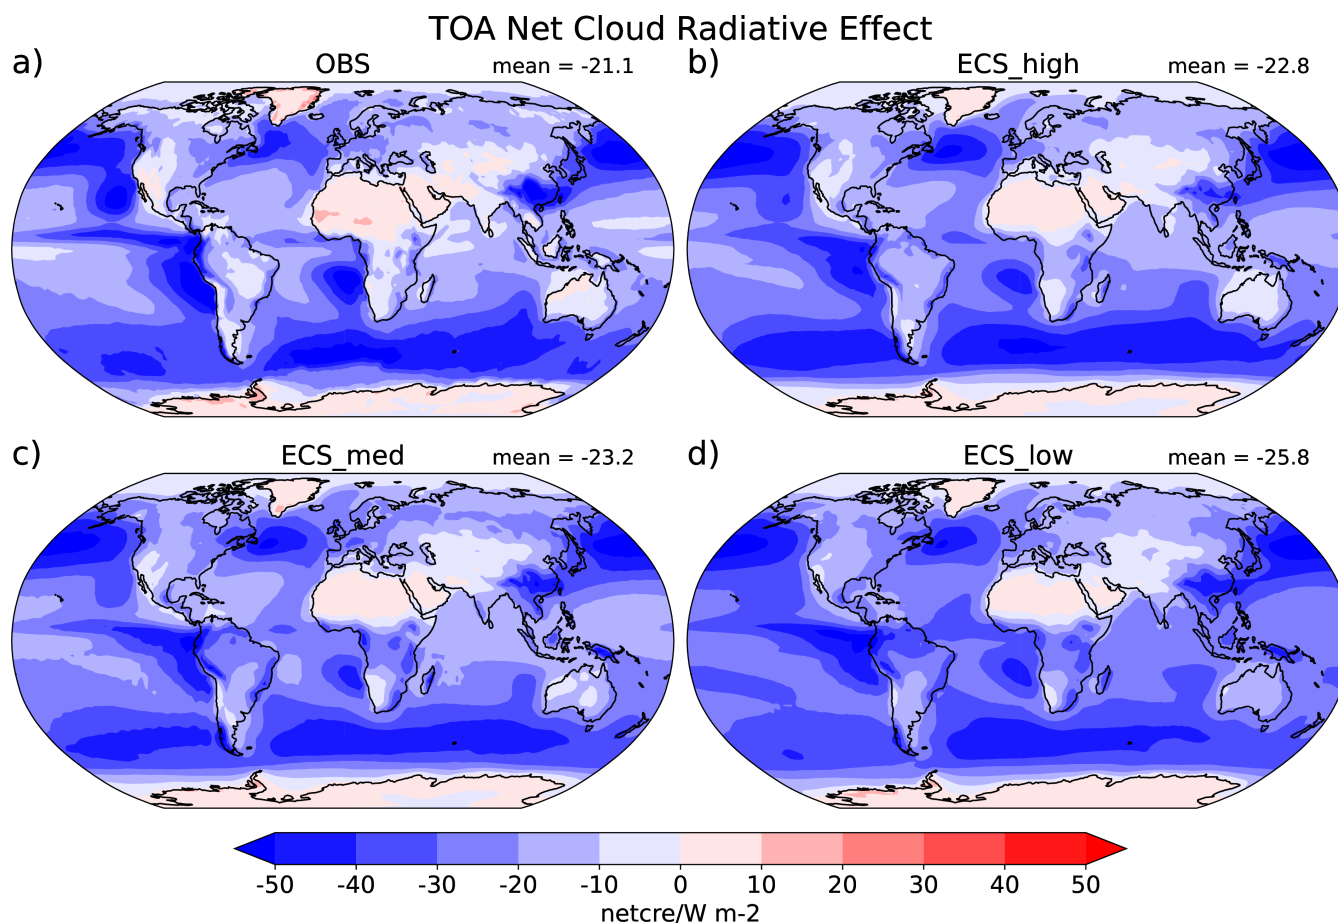 TOA Net Cloud Radiative Effect
a) OBS mean = -21.1
b) ECS_high mean = -22.8
c) ECS_med mean = -23.2
d) ECS_low mean = -25.8
-50 -40 -30 -20 -10 0 10 20 30 40 50
netcre/W m-2